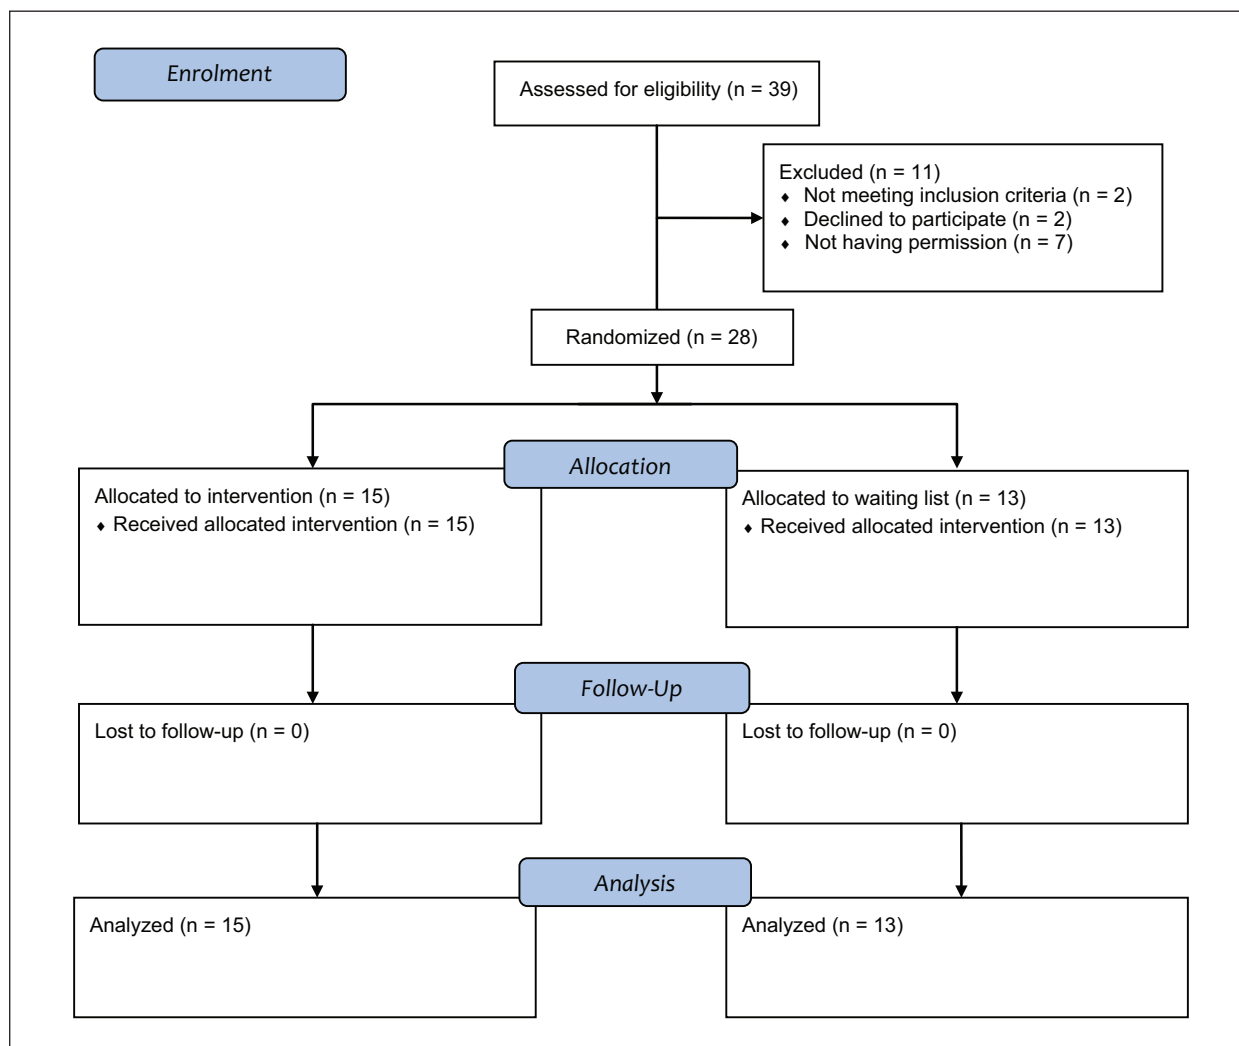 Enrolment
Assessed for eligibility (n = 39)
Excluded (n = 11)
♦ Not meeting inclusion criteria (n = 2)
♦ Declined to participate (n = 2)
♦ Not having permission (n = 7)
Randomized (n = 28)
Allocation
Allocated to intervention (n = 15)
♦ Received allocated intervention (n = 15)
Allocated to waiting list (n = 13)
♦ Received allocated intervention (n = 13)
Follow-Up
Lost to follow-up (n = 0)
Lost to follow-up (n = 0)
Analysis
Analyzed (n = 15)
Analyzed (n = 13)